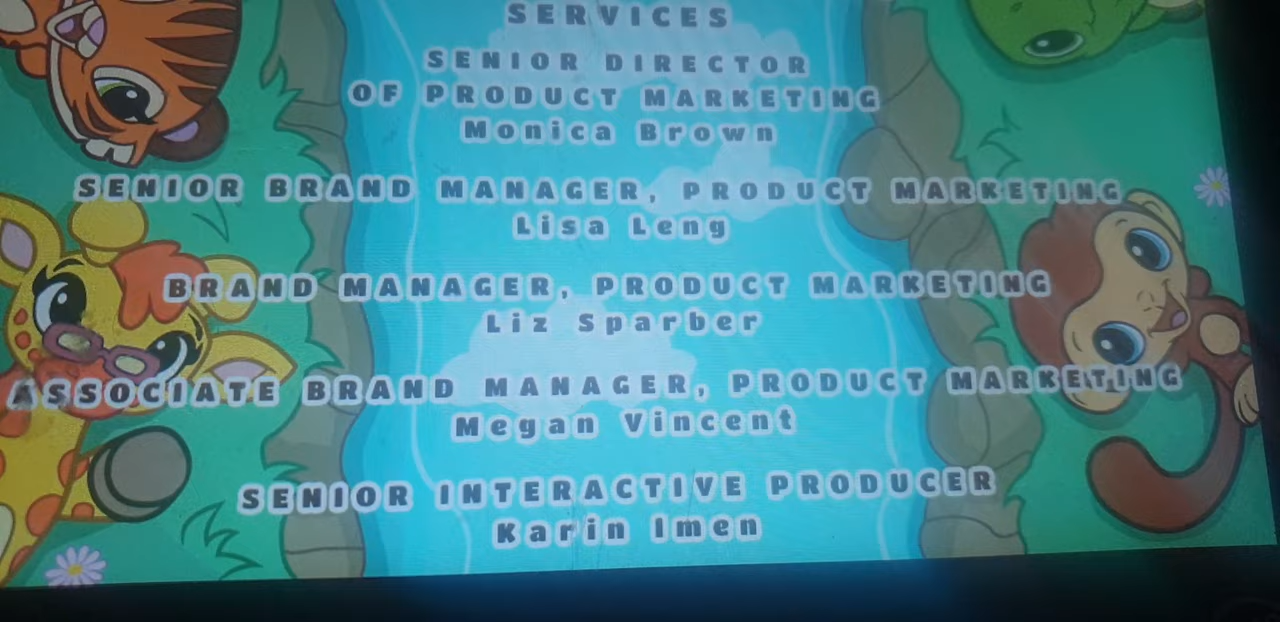 SERVICES
SENIOR DIRECTOR
OF PRODUCT MARKETING
Monica Brown
SENIOR BRAND MANAGER, PRODUCT MARKETING
Lisa Leng
BRAND MANAGER, PRODUCT MARKETING
Liz Sparber
ASSOCIATE BRAND MANAGER, PRODUCT MARKETING
Megan Vincent
SENIOR INTERACTIVE PRODUCER
Karin Imen